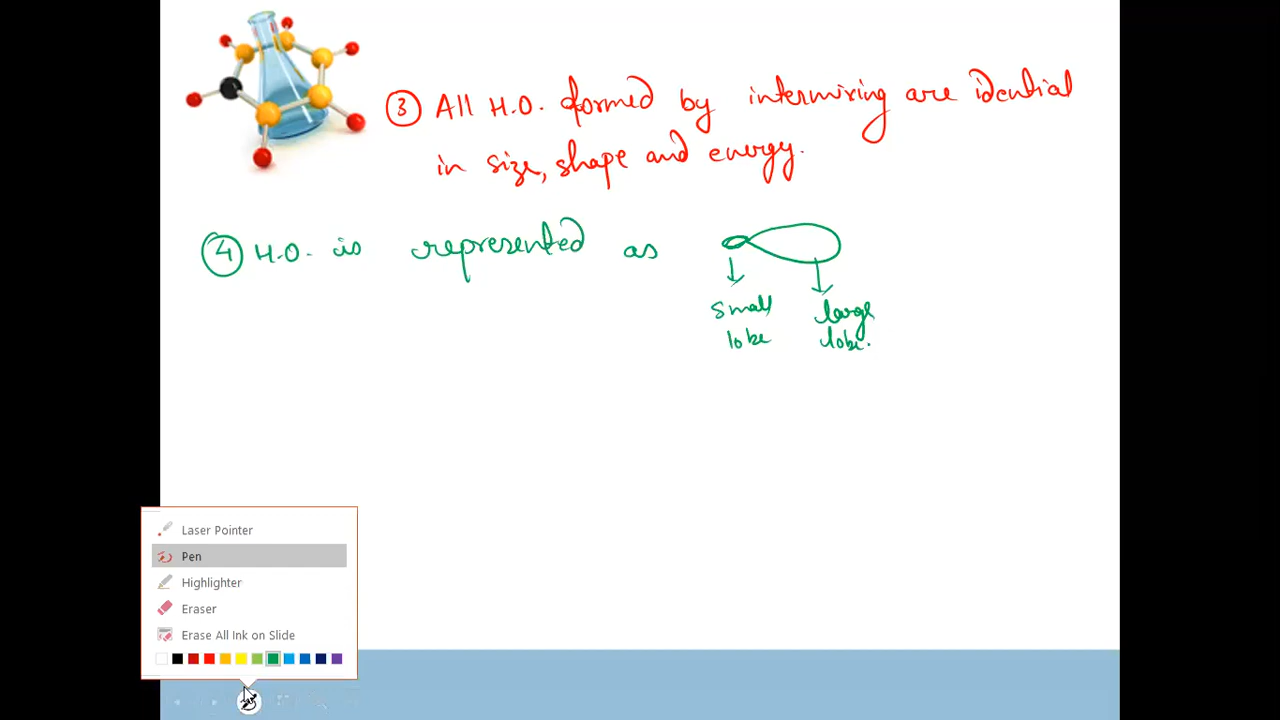 ③ All H.O. formed by intermixing are idential
in size, shape and energy.
④ H.O. is represented as
small
lobe
large
lobe.
Laser Pointer
Pen
Highlighter
Eraser
Erase All Ink on Slide